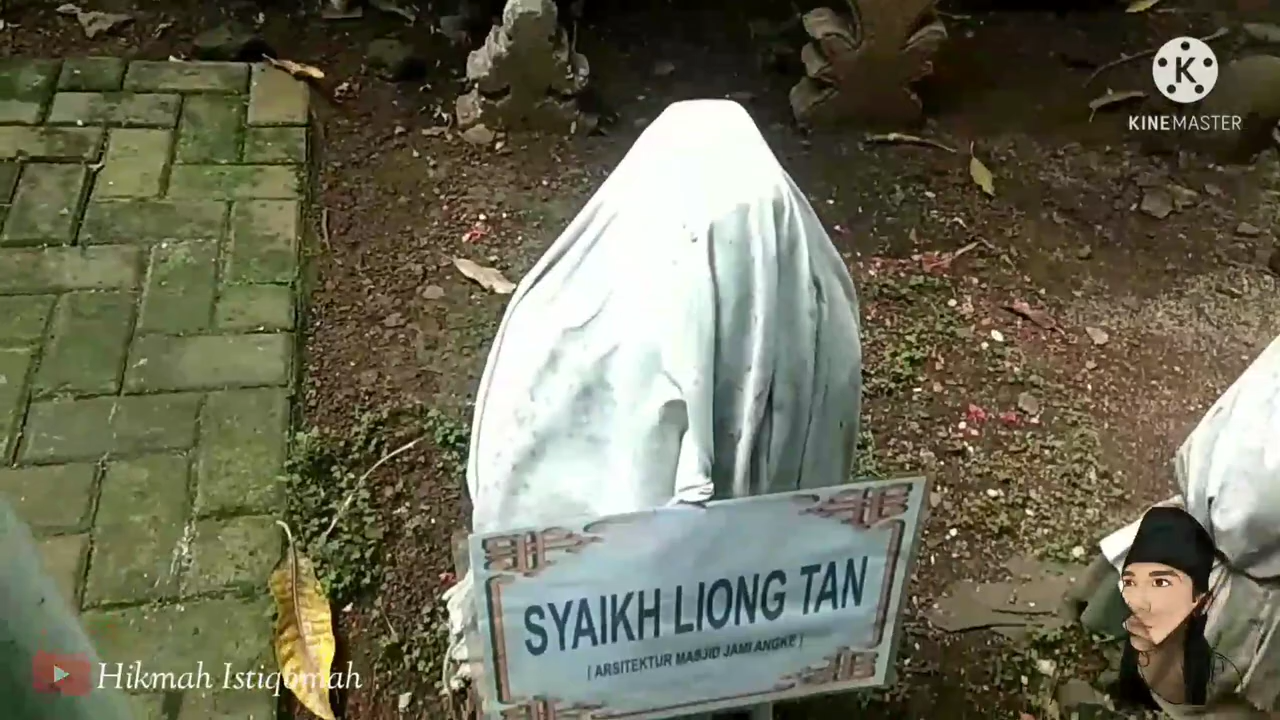 KINEMASTER
SYAIKH LIONG TAN
( ARSITEKTUR MASJID JAMI ANGKE )
Hikmah Istiqomah